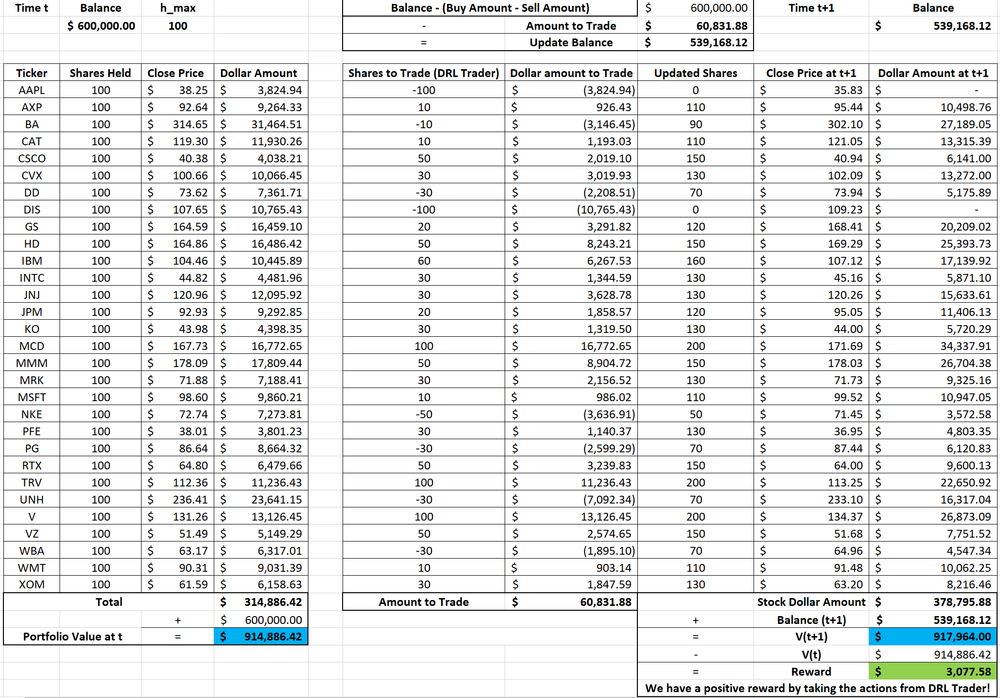 Time t Balance h_max Balance - (Buy Amount - Sell Amount) $ 600,000.00 Time t+1 Balance
$ 600,000.00 100 - Amount to Trade $ 60,831.88 $ 539,168.12
= Update Balance $ 539,168.12
Ticker Shares Held Close Price Dollar Amount Shares to Trade (DRL Trader) Dollar amount to Trade Updated Shares Close Price at t+1 Dollar Amount at t+1
AAPL 100 $ 38.25 $ 3,824.94 -100 $ (3,824.94) 0 $ 35.83 $ -
AXP 100 $ 92.64 $ 9,264.33 10 $ 926.43 110 $ 95.44 $ 10,498.76
BA 100 $ 314.65 $ 31,464.51 -10 $ (3,146.45) 90 $ 302.10 $ 27,189.05
CAT 100 $ 119.30 $ 11,930.26 10 $ 1,193.03 110 $ 121.05 $ 13,315.39
CSCO 100 $ 40.38 $ 4,038.21 50 $ 2,019.10 150 $ 40.94 $ 6,141.00
CVX 100 $ 100.66 $ 10,066.45 30 $ 3,019.93 130 $ 102.09 $ 13,272.00
DD 100 $ 73.62 $ 7,361.71 -30 $ (2,208.51) 70 $ 73.94 $ 5,175.89
DIS 100 $ 107.65 $ 10,765.43 -100 $ (10,765.43) 0 $ 109.23 $ -
GS 100 $ 164.59 $ 16,459.10 20 $ 3,291.82 120 $ 168.41 $ 20,209.02
HD 100 $ 164.86 $ 16,486.42 50 $ 8,243.21 150 $ 169.29 $ 25,393.73
IBM 100 $ 104.46 $ 10,445.89 60 $ 6,267.53 160 $ 107.12 $ 17,139.92
INTC 100 $ 44.82 $ 4,481.96 30 $ 1,344.59 130 $ 45.16 $ 5,871.10
JNJ 100 $ 120.96 $ 12,095.92 30 $ 3,628.78 130 $ 120.26 $ 15,633.61
JPM 100 $ 92.93 $ 9,292.85 20 $ 1,858.57 120 $ 95.05 $ 11,406.13
KO 100 $ 43.98 $ 4,398.35 30 $ 1,319.50 130 $ 44.00 $ 5,720.29
MCD 100 $ 167.73 $ 16,772.65 100 $ 16,772.65 200 $ 171.69 $ 34,337.91
MMM 100 $ 178.09 $ 17,809.44 50 $ 8,904.72 150 $ 178.03 $ 26,704.38
MRK 100 $ 71.88 $ 7,188.41 30 $ 2,156.52 130 $ 71.73 $ 9,325.16
MSFT 100 $ 98.60 $ 9,860.21 10 $ 986.02 110 $ 99.52 $ 10,947.05
NKE 100 $ 72.74 $ 7,273.81 -50 $ (3,636.91) 50 $ 71.45 $ 3,572.58
PFE 100 $ 38.01 $ 3,801.23 30 $ 1,140.37 130 $ 36.95 $ 4,803.35
PG 100 $ 86.64 $ 8,664.32 -30 $ (2,599.29) 70 $ 87.44 $ 6,120.83
RTX 100 $ 64.80 $ 6,479.66 50 $ 3,239.83 150 $ 64.00 $ 9,600.13
TRV 100 $ 112.36 $ 11,236.43 100 $ 11,236.43 200 $ 113.25 $ 22,650.92
UNH 100 $ 236.41 $ 23,641.15 -30 $ (7,092.34) 70 $ 233.10 $ 16,317.04
V 100 $ 131.26 $ 13,126.45 100 $ 13,126.45 200 $ 134.37 $ 26,873.09
VZ 100 $ 51.49 $ 5,149.29 50 $ 2,574.65 150 $ 51.68 $ 7,751.52
WBA 100 $ 63.17 $ 6,317.01 -30 $ (1,895.10) 70 $ 64.96 $ 4,547.34
WMT 100 $ 90.31 $ 9,031.39 10 $ 903.14 110 $ 91.48 $ 10,062.25
XOM 100 $ 61.59 $ 6,158.63 30 $ 1,847.59 130 $ 63.20 $ 8,216.46
Total $ 314,886.42 Amount to Trade $ 60,831.88 Stock Dollar Amount $ 378,795.88
+ $ 600,000.00 + Balance (t+1) $ 539,168.12
Portfolio Value at t = $ 914,886.42 = V(t+1) $ 917,964.00
- V(t) $ 914,886.42
= Reward $ 3,077.58
We have a positive reward by taking the actions from DRL Trader!